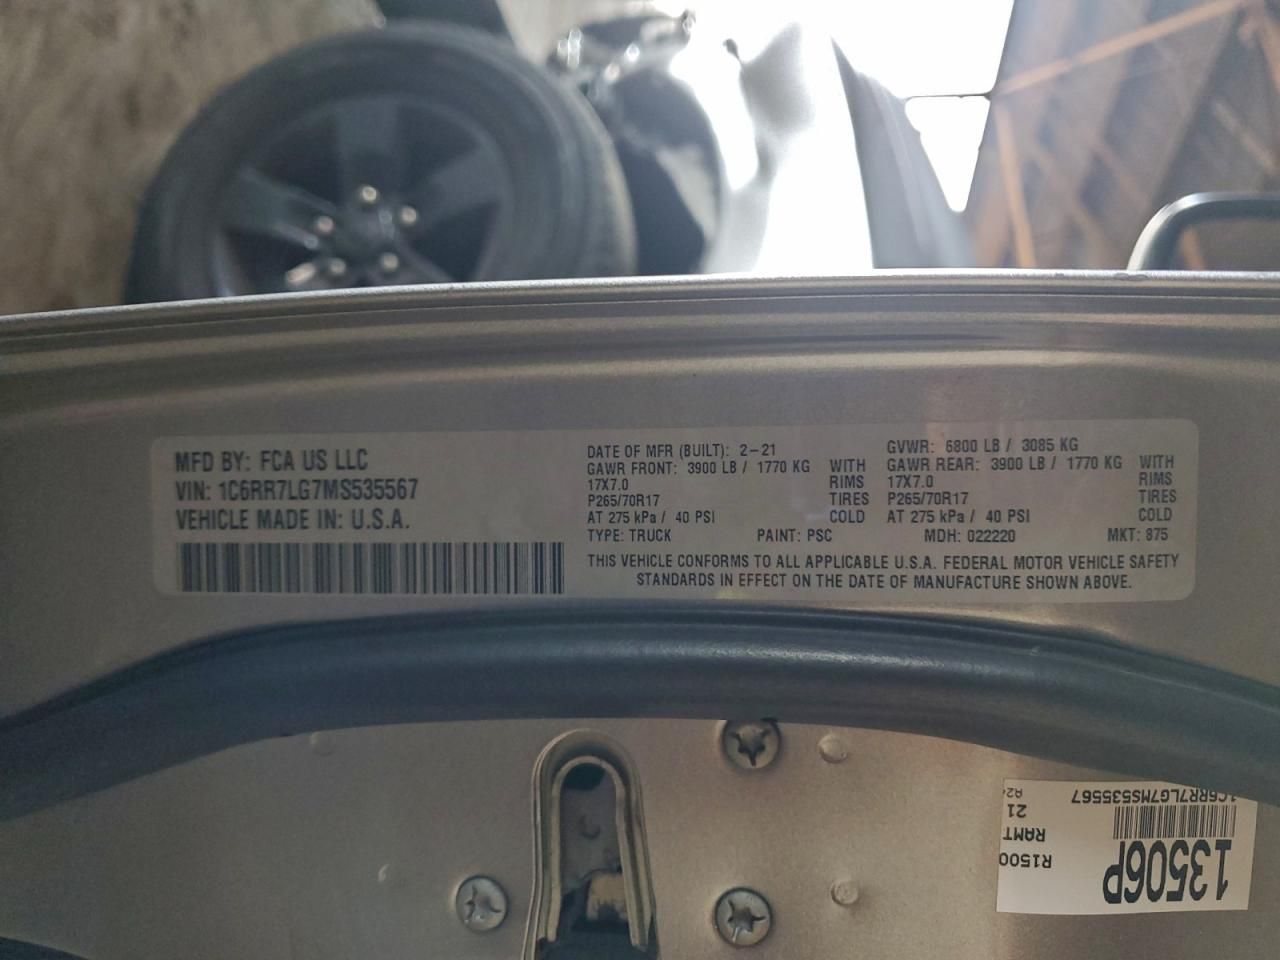 MFD BY: FCA US LLC
VIN: 1C6RR7LG7MS535567
VEHICLE MADE IN: U.S.A.
DATE OF MFR (BUILT): 2-21
GAWR FRONT: 3900 LB / 1770 KG WITH
17X7.0 RIMS
P265/70R17 TIRES
AT 275 kPa / 40 PSI COLD
GVWR: 6800 LB / 3085 KG
GAWR REAR: 3900 LB / 1770 KG WITH
17X7.0 RIMS
P265/70R17 TIRES
AT 275 kPa / 40 PSI COLD
TYPE: TRUCK PAINT: PSC MDH: 022220 MKT: 875
THIS VEHICLE CONFORMS TO ALL APPLICABLE U.S.A. FEDERAL MOTOR VEHICLE SAFETY
STANDARDS IN EFFECT ON THE DATE OF MANUFACTURE SHOWN ABOVE.
13506P R1500
RAMT
21
1C6RR7LG7MS535567